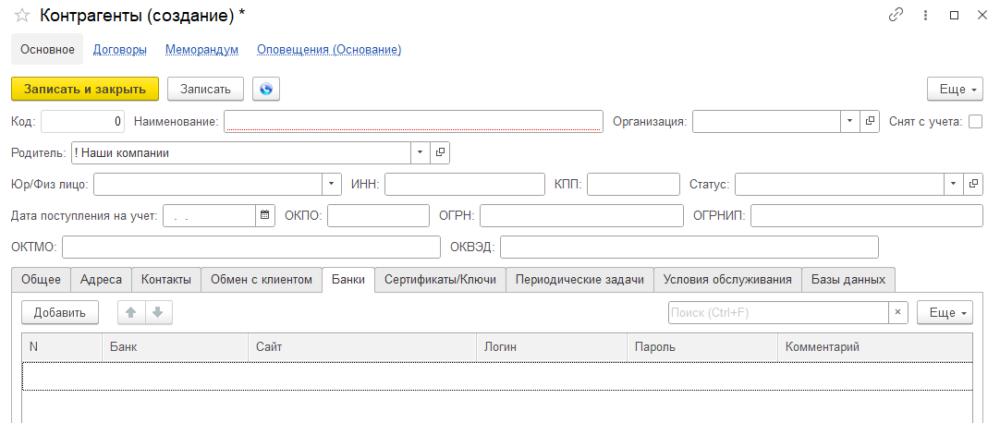 Контрагенты (создание) *
Основное Договоры Меморандум Оповещения (Основание)
Записать и закрыть Записать Еще
Код: 0 Наименование: Организация: Снят с учета:
Родитель: ! Наши компании
Юр/Физ лицо: ИНН: КПП: Статус:
Дата поступления на учет: . . ОКПО: ОГРН: ОГРНИП:
ОКТМО: ОКВЭД:
Общее Адреса Контакты Обмен с клиентом Банки Сертификаты/Ключи Периодические задачи Условия обслуживания Базы данных
Добавить Поиск (Ctrl+F) × Еще
N Банк Сайт Логин Пароль Комментарий